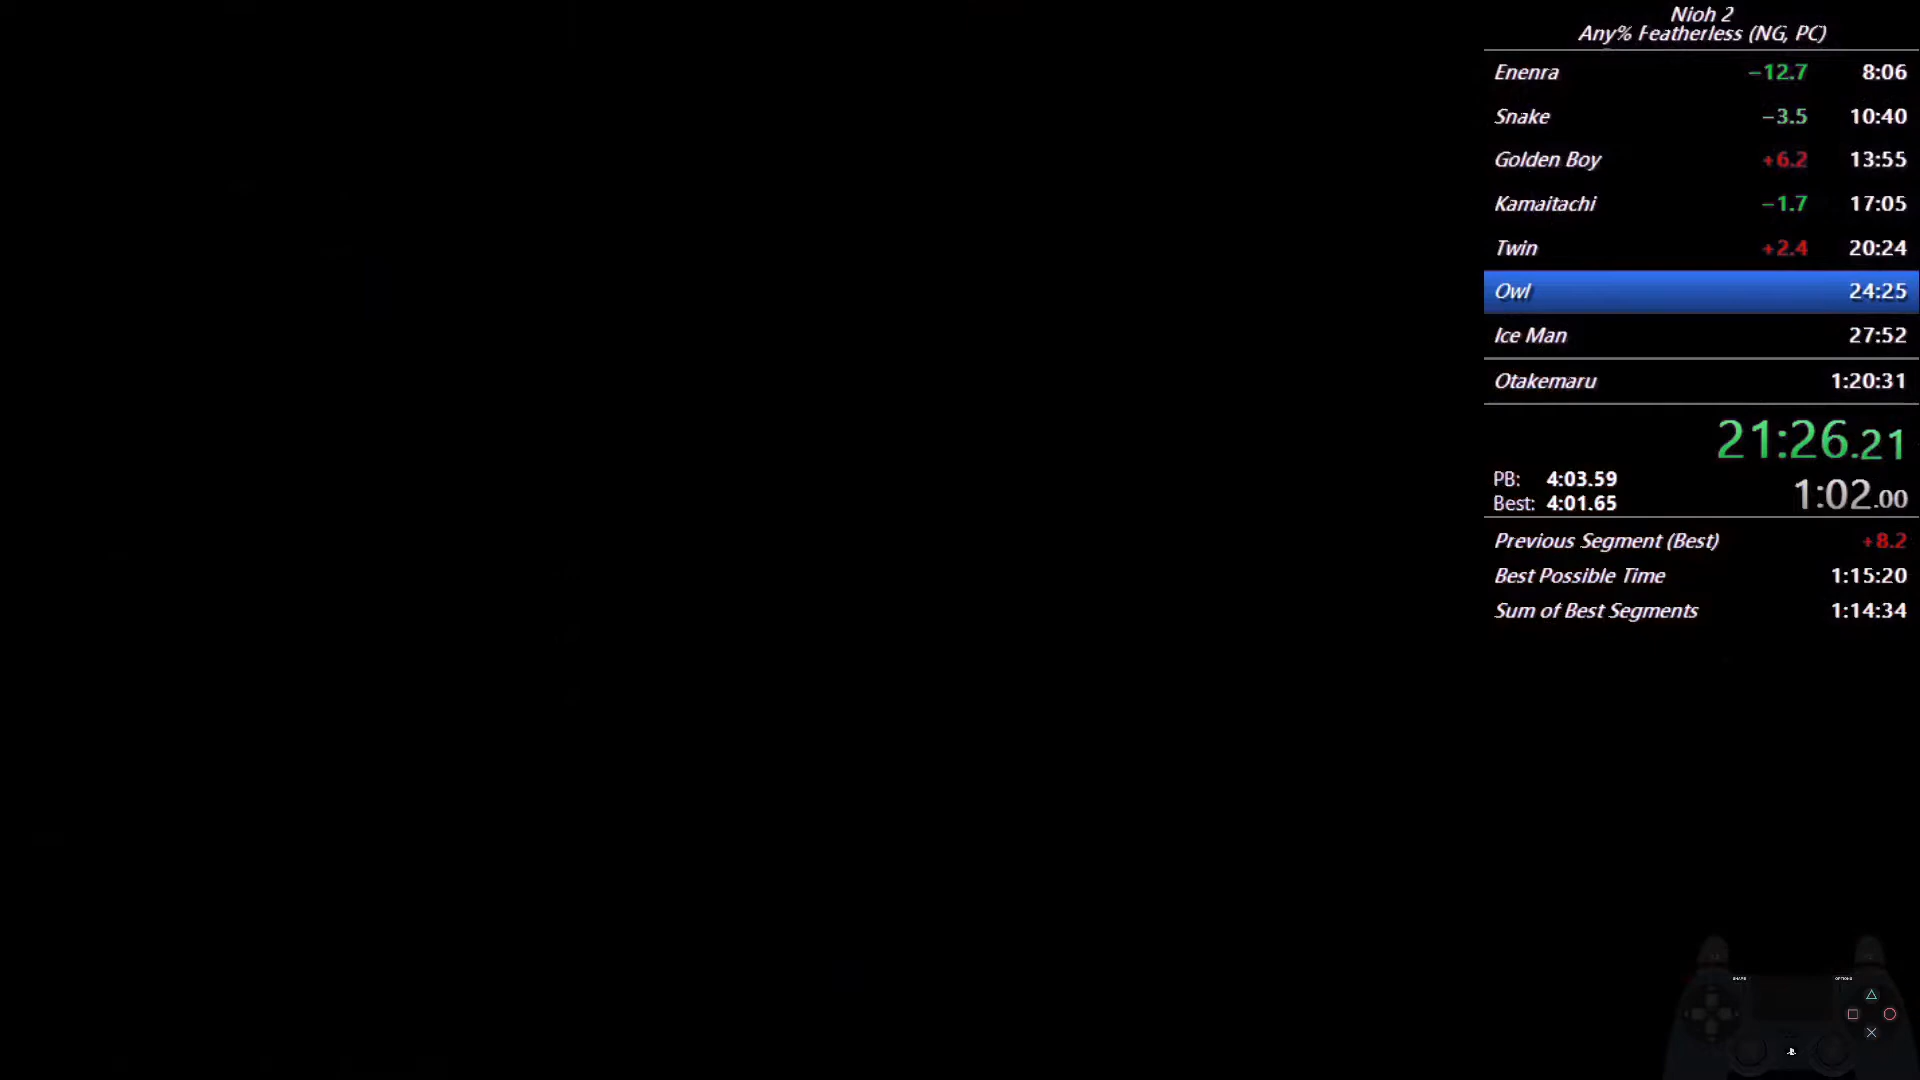 Nioh 2
Any% Featherless (NG, PC)
Enenra -12.7 8:06
Snake -3.5 10:40
Golden Boy +6.2 13:55
Kamaitachi -1.7 17:05
Twin +2.4 20:24
Owl 24:25
Ice Man 27:52
Otakemaru 1:20:31
21:26.21
PB: 4:03.59
Best: 4:01.65
1:02.00
Previous Segment (Best) +8.2
Best Possible Time 1:15:20
Sum of Best Segments 1:14:34
SHARE OPTIONS